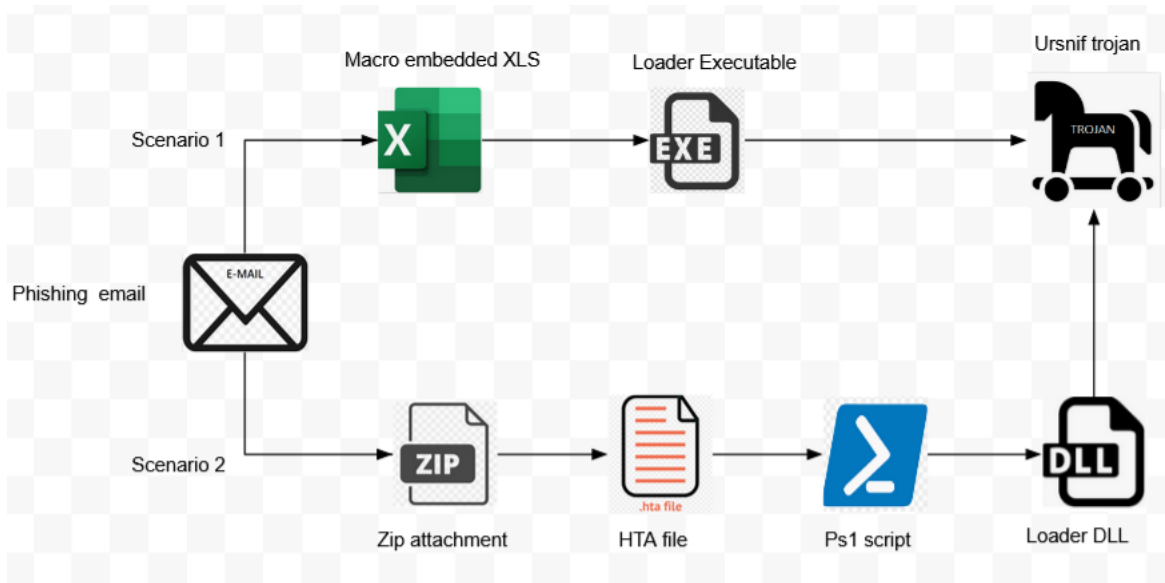 Ursnif trojan
Macro embedded XLS
Loader Executable
X
EXE
TROJAN
Scenario 1
E-MAIL
Phishing email
Scenario 2
ZIP
.hta file
DLL
Zip attachment
HTA file
Ps1 script
Loader DLL